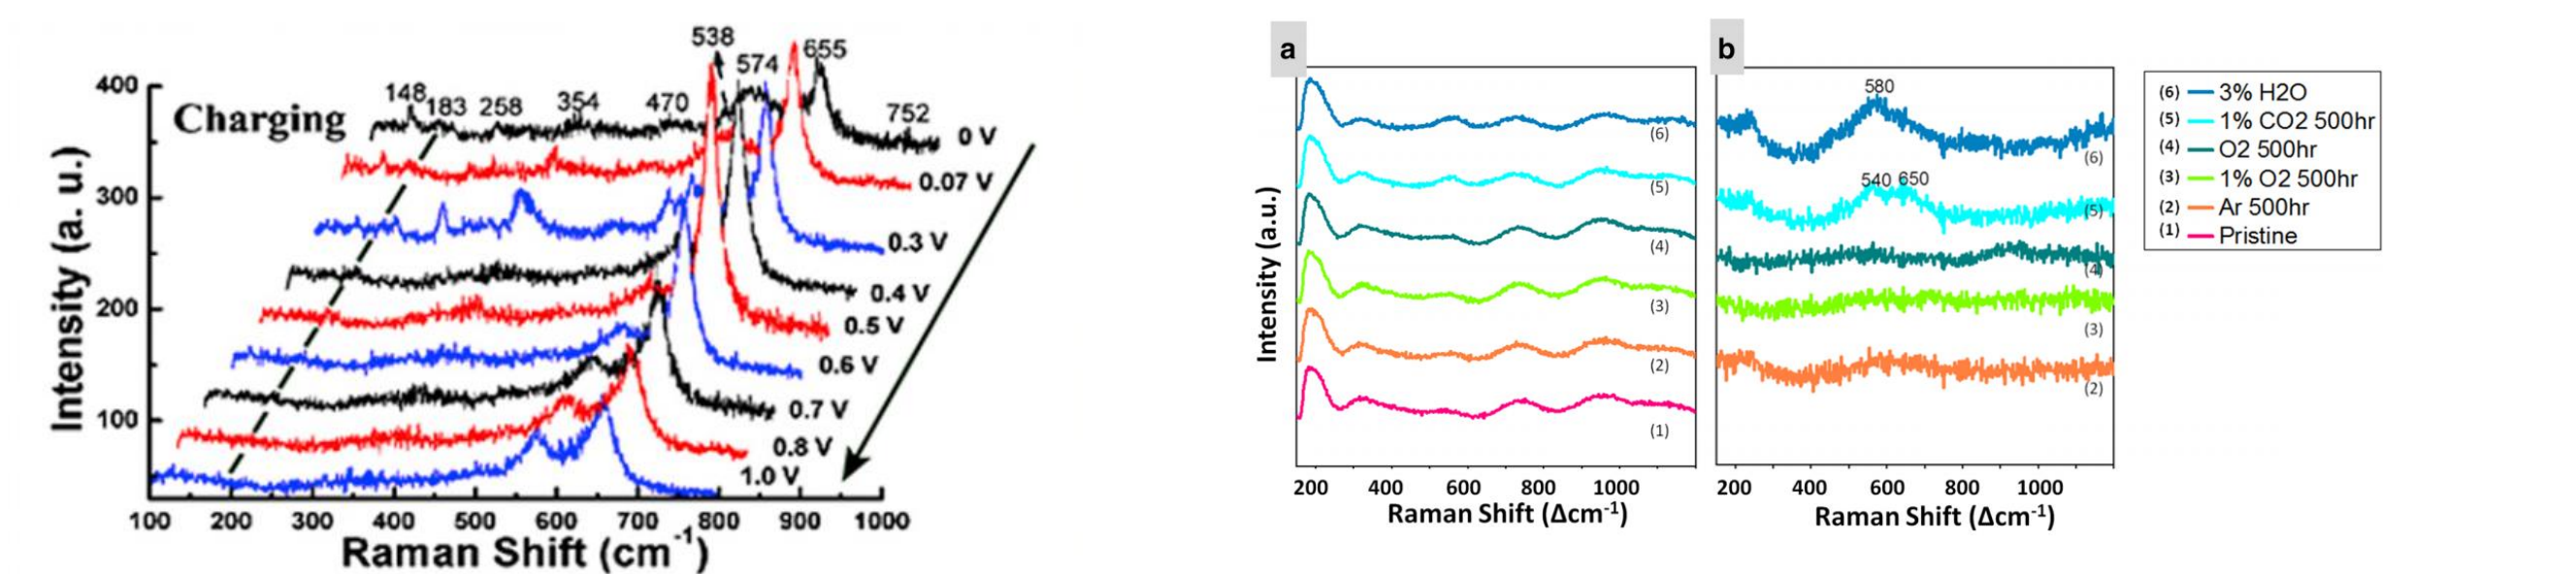 538
574
655
148
183
258
354
470
752
Charging
0 V
0.07 V
0.3 V
0.4 V
0.5 V
0.6 V
0.7 V
0.8 V
1.0 V
400
300
200
100
Intensity (a. u.)
100 200 300 400 500 600 700 800 900 1000
Raman Shift (cm⁻¹)
a
(6)
(5)
(4)
(3)
(2)
(1)
Intensity (a.u.)
200 400 600 800 1000
Raman Shift (Δcm⁻¹)
b
580
(6)
540 650
(5)
(4)
(3)
(2)
200 400 600 800 1000
Raman Shift (Δcm⁻¹)
(6) 3% H2O
(5) 1% CO2 500hr
(4) O2 500hr
(3) 1% O2 500hr
(2) Ar 500hr
(1) Pristine